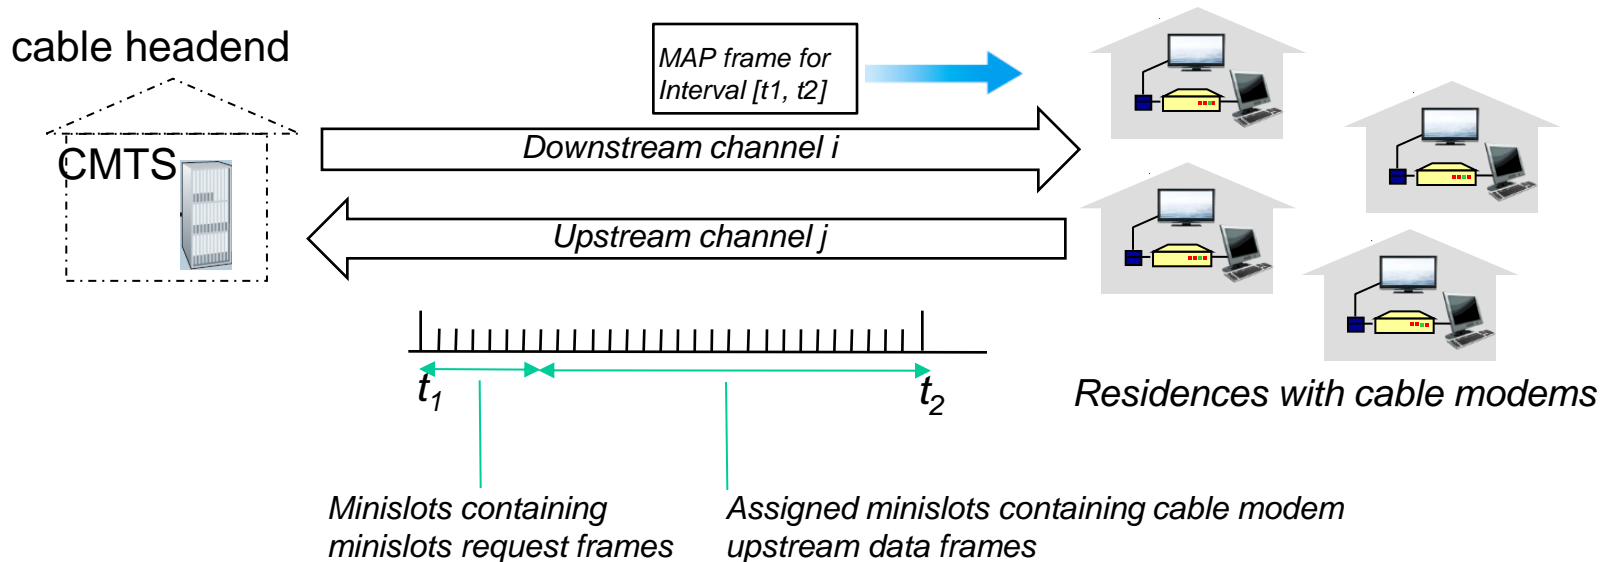 cable headend
MAP frame for
Interval [t1, t2]
CMTS
Downstream channel i
Upstream channel j
t1
t2
Residences with cable modems
Minislots containing
minislots request frames
Assigned minislots containing cable modem
upstream data frames